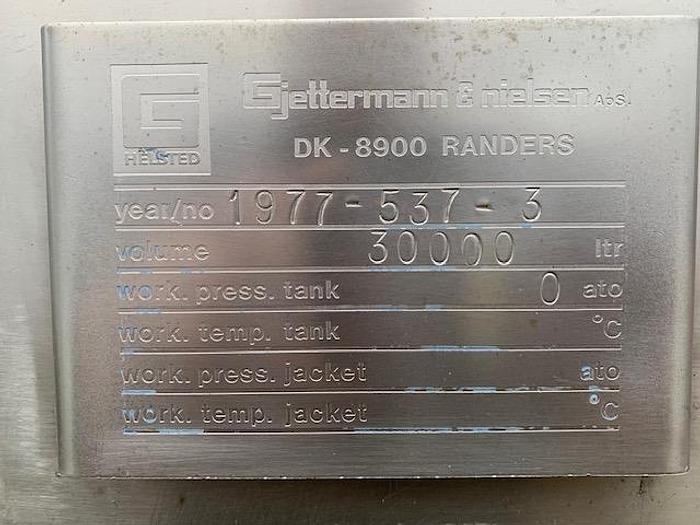 Gjettermann & nielsen ApS.
HELSTED
DK - 8900 RANDERS
year/no 1977-537-3
volume 30000 ltr
work. press. tank 0 ato
work. temp. tank °C
work. press. jacket ato
work. temp. jacket °C